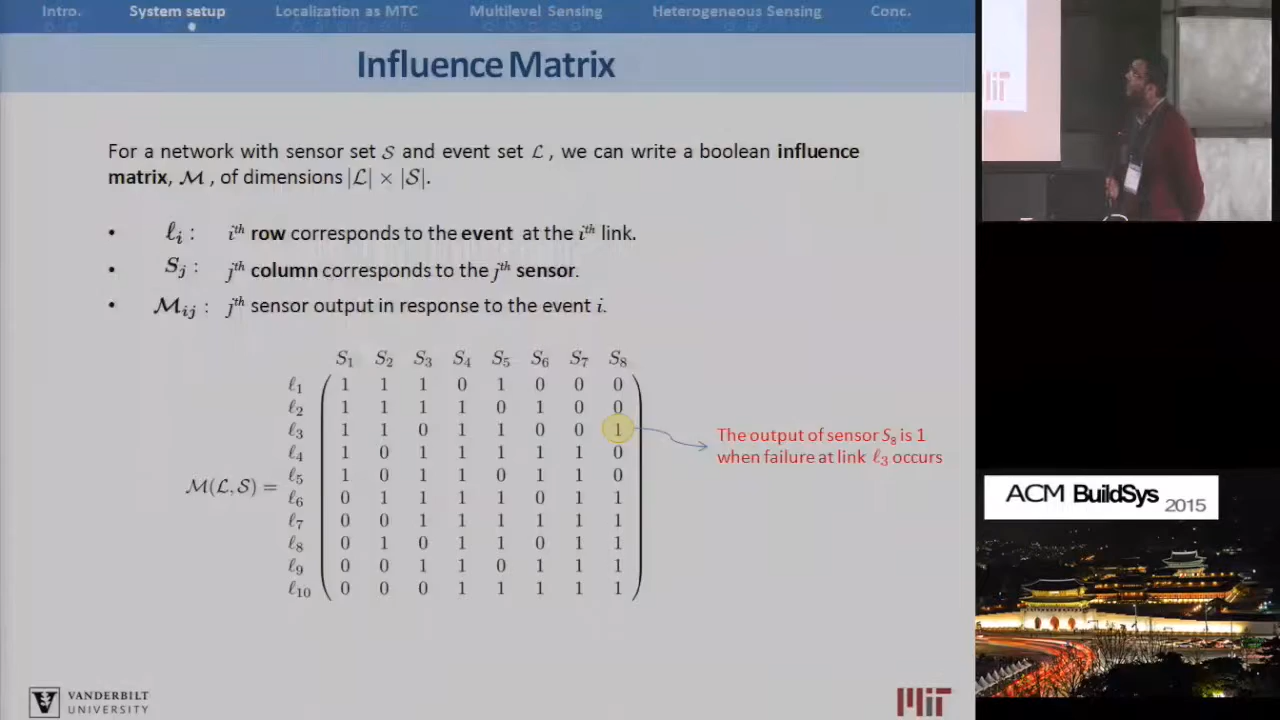 Intro. System setup Localization as MTC Multilevel Sensing Heterogeneous Sensing Conc.
Influence Matrix
For a network with sensor set 𝒮 and event set ℒ , we can write a boolean influence
matrix, ℳ , of dimensions |ℒ| × |𝒮|.
• ℓi : iᵗʰ row corresponds to the event at the iᵗʰ link.
• Sj : jᵗʰ column corresponds to the jᵗʰ sensor.
• ℳij : jᵗʰ sensor output in response to the event i.
S1 S2 S3 S4 S5 S6 S7 S8
ℓ1 1 1 1 0 1 0 0 0
ℓ2 1 1 1 1 0 1 0 0
ℓ3 1 1 0 1 1 0 0 1
ℓ4 1 0 1 1 1 1 1 0
ℓ5 1 0 1 1 0 1 1 0
ℳ(ℒ,𝒮) =
ℓ6 0 1 1 1 1 0 1 1
ℓ7 0 0 1 1 1 1 1 1
ℓ8 0 1 0 1 1 0 1 1
ℓ9 0 0 1 1 0 1 1 1
ℓ10 0 0 0 1 1 1 1 1
The output of sensor S8 is 1
when failure at link ℓ3 occurs
VANDERBILT
UNIVERSITY
MIT
MIT
ACM BuildSys 2015